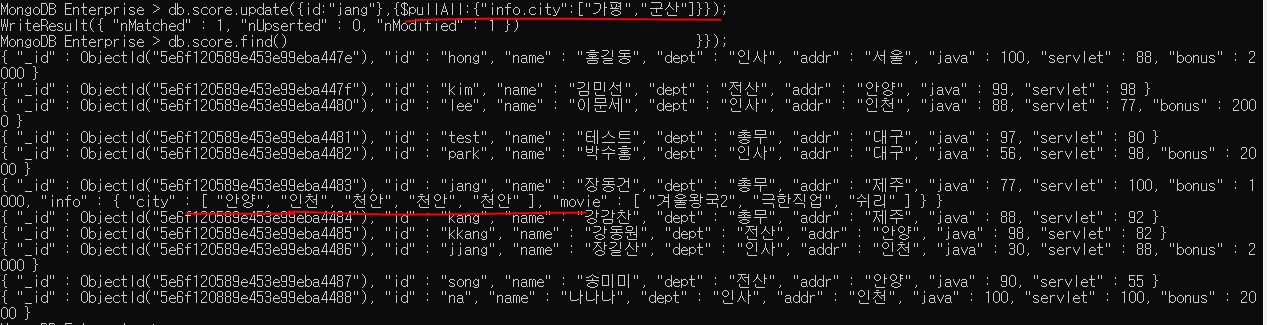 MongoDB Enterprise > db.score.update({id:"jang"},{$pullAll:{"info.city":["가평","군산"]}});
WriteResult({ "nMatched" : 1, "nUpserted" : 0, "nModified" : 1 })
MongoDB Enterprise > db.score.find() }});
{ "_id" : ObjectId("5e6f120589e453e99eba447e"), "id" : "hong", "name" : "홍길동", "dept" : "인사", "addr" : "서울", "java" : 100, "servlet" : 88, "bonus" : 2
000 }
{ "_id" : ObjectId("5e6f120589e453e99eba447f"), "id" : "kim", "name" : "김민선", "dept" : "전산", "addr" : "안양", "java" : 99, "servlet" : 98 }
{ "_id" : ObjectId("5e6f120589e453e99eba4480"), "id" : "lee", "name" : "이문세", "dept" : "인사", "addr" : "인천", "java" : 88, "servlet" : 77, "bonus" : 200
0 }
{ "_id" : ObjectId("5e6f120589e453e99eba4481"), "id" : "test", "name" : "테스트", "dept" : "총무", "addr" : "대구", "java" : 97, "servlet" : 80 }
{ "_id" : ObjectId("5e6f120589e453e99eba4482"), "id" : "park", "name" : "박수홍", "dept" : "인사", "addr" : "대구", "java" : 56, "servlet" : 98, "bonus" : 20
00 }
{ "_id" : ObjectId("5e6f120589e453e99eba4483"), "id" : "jang", "name" : "장동건", "dept" : "총무", "addr" : "제주", "java" : 77, "servlet" : 100, "bonus" : 1
000, "info" : { "city" : [ "안양", "인천", "천안", "천안", "천안" ], "movie" : [ "겨울왕국2", "극한직업", "쉬리" ] } }
{ "_id" : ObjectId("5e6f120589e453e99eba4484"), "id" : "kang", "name" : "강감찬", "dept" : "총무", "addr" : "제주", "java" : 88, "servlet" : 92 }
{ "_id" : ObjectId("5e6f120589e453e99eba4485"), "id" : "kkang", "name" : "강동원", "dept" : "전산", "addr" : "안양", "java" : 98, "servlet" : 82 }
{ "_id" : ObjectId("5e6f120589e453e99eba4486"), "id" : "jjang", "name" : "장길산", "dept" : "인사", "addr" : "인천", "java" : 30, "servlet" : 88, "bonus" : 2
000 }
{ "_id" : ObjectId("5e6f120589e453e99eba4487"), "id" : "song", "name" : "송미미", "dept" : "전산", "addr" : "안양", "java" : 90, "servlet" : 55 }
{ "_id" : ObjectId("5e6f120889e453e99eba4488"), "id" : "na", "name" : "나나나", "dept" : "인사", "addr" : "인천", "java" : 100, "servlet" : 100, "bonus" : 20
00 }